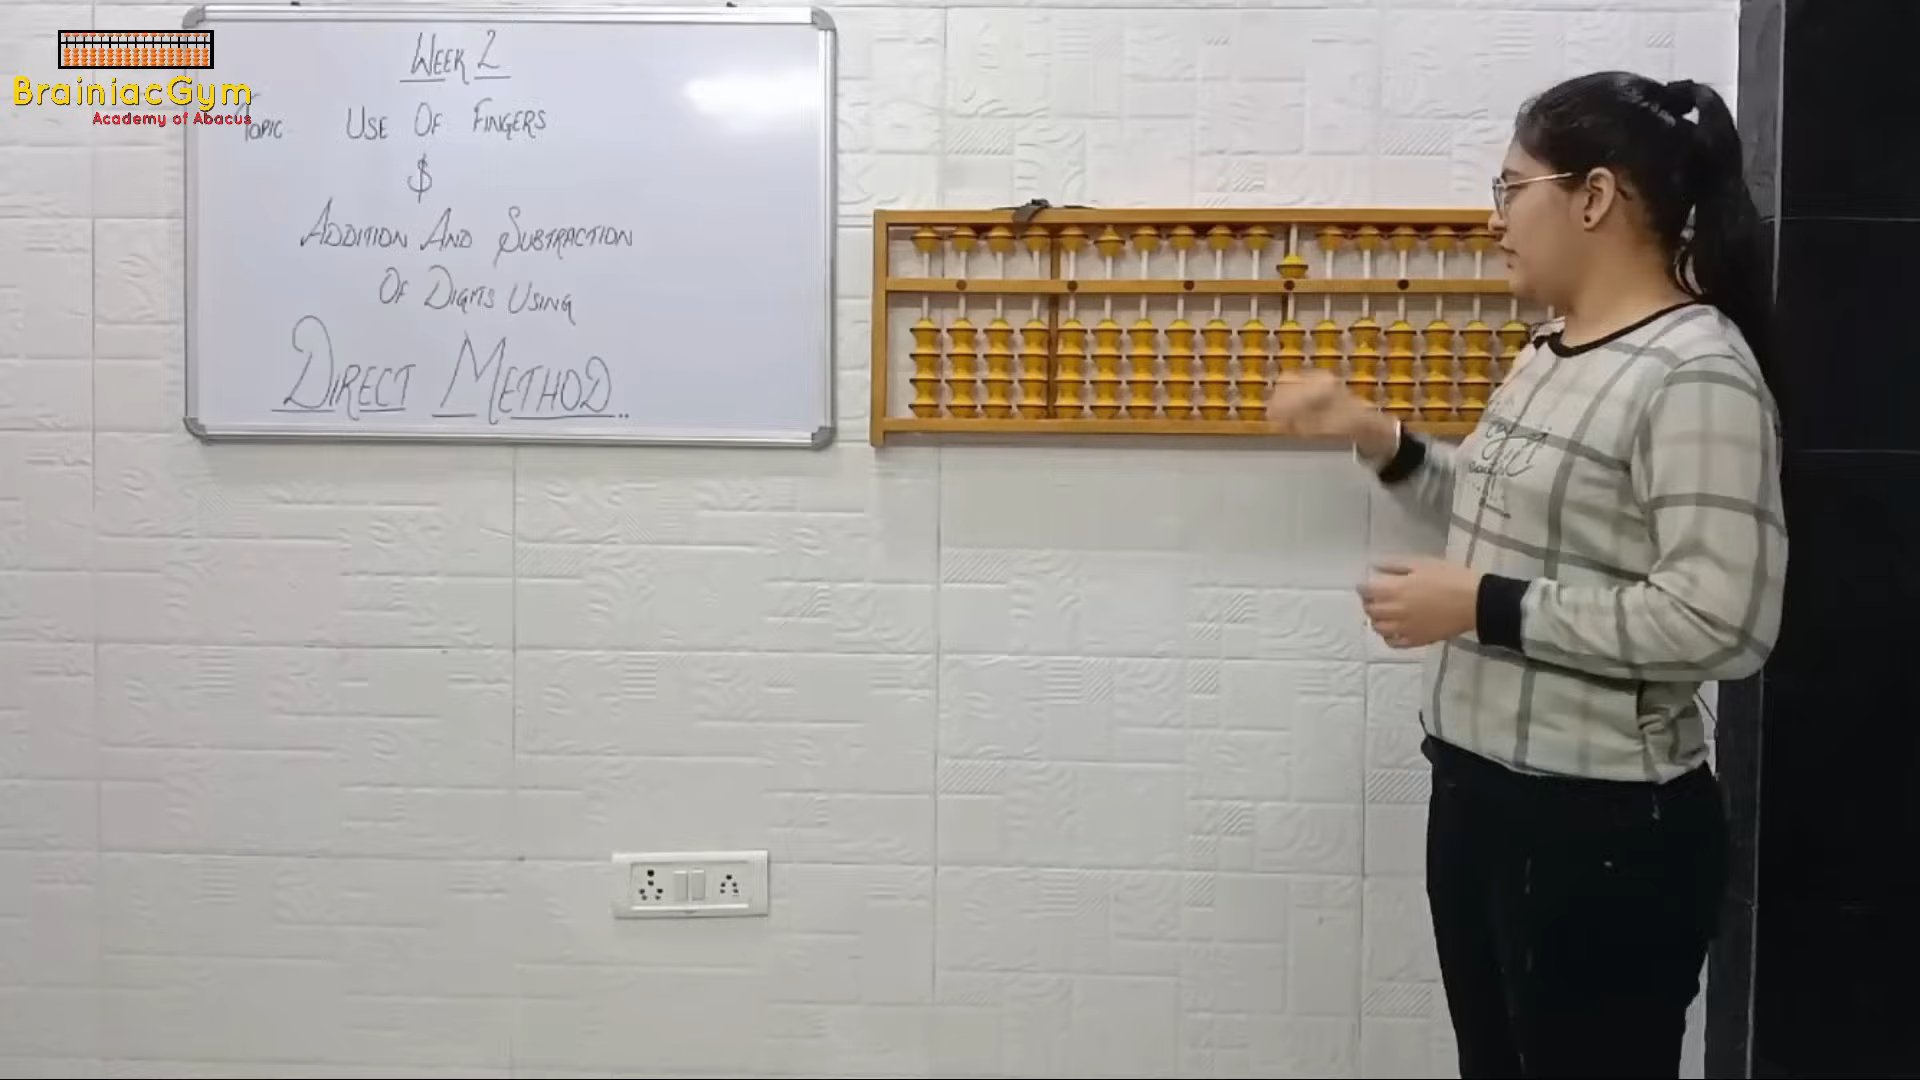 BrainiacGym
Academy of Abacus
WEEK 2
TOPIC USE OF FINGERS
$
ADDITION AND SUBTRACTION
OF DIGITS USING
DIRECT METHOD..